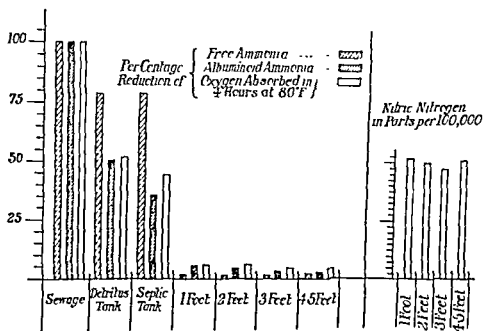 100
75
50
25
Per Centage
Reduction of
Free Ammonia
Albuminoid Ammonia
Oxygen Absorbed in
4 Hours at 80°F
Nitric Nitrogen
in Parts per 100,000
Sewage
Detritus Tank
Septic Tank
1 Feet
2 Feet
3 Feet
4·5 Feet
1 Foot
2 Feet
3 Feet
4·5 Feet